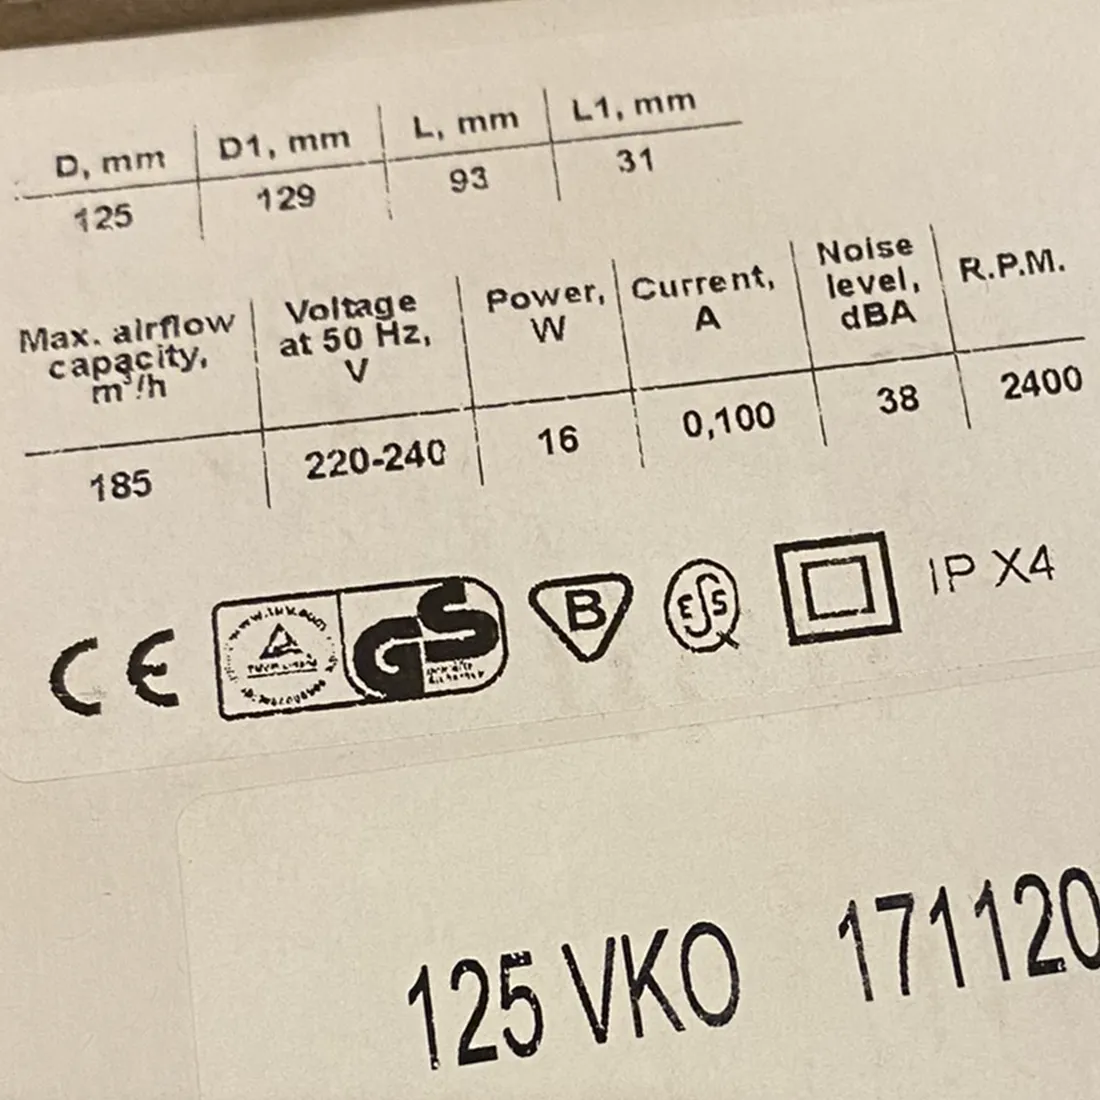 D, mm D1, mm L, mm L1, mm
125 129 93 31
Max. airflow capacity, m³/h Voltage at 50 Hz, V Power, W Current, A Noise level, dBA R.P.M.
185 220-240 16 0,100 38 2400
CE GS B IP X4
125 VKO 171120